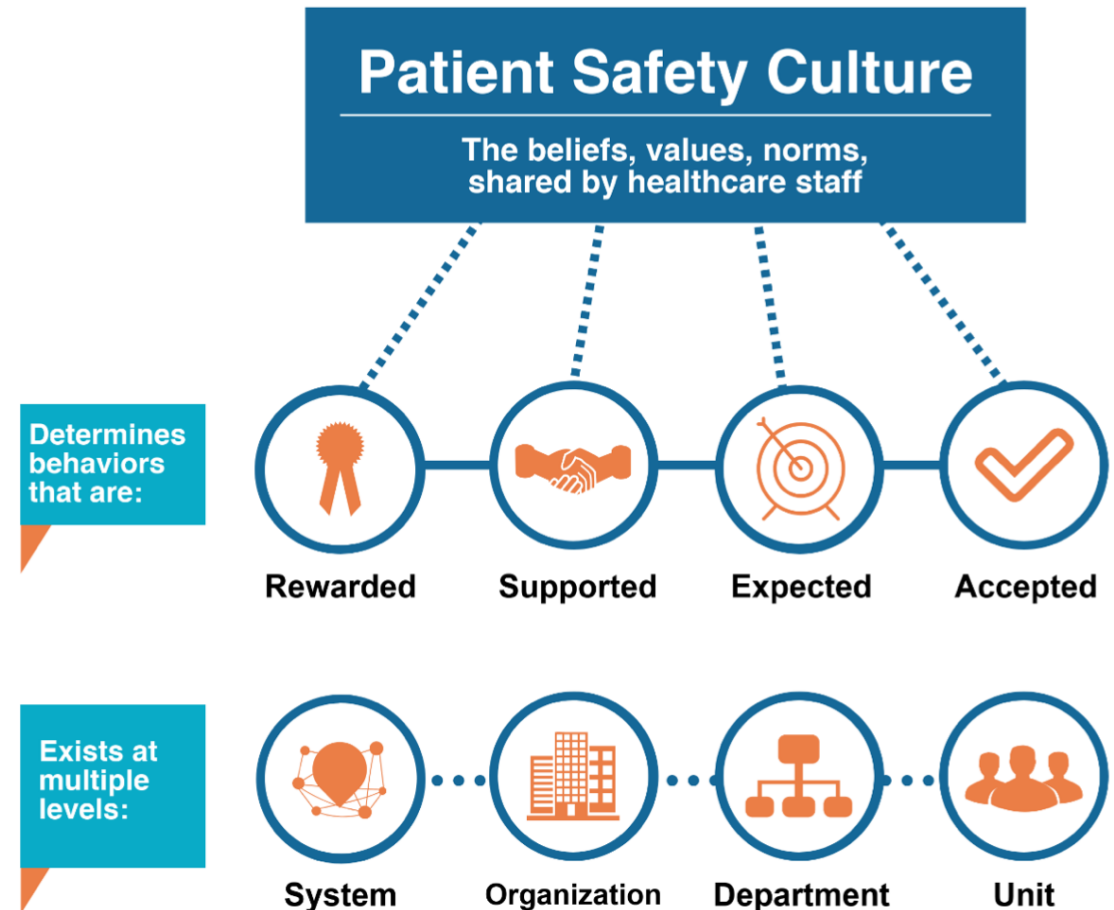 Patient Safety Culture
The beliefs, values, norms,
shared by healthcare staff
Determines
behaviors
that are:
Rewarded
Supported
Expected
Accepted
Exists at
multiple
levels:
System
Organization
Department
Unit